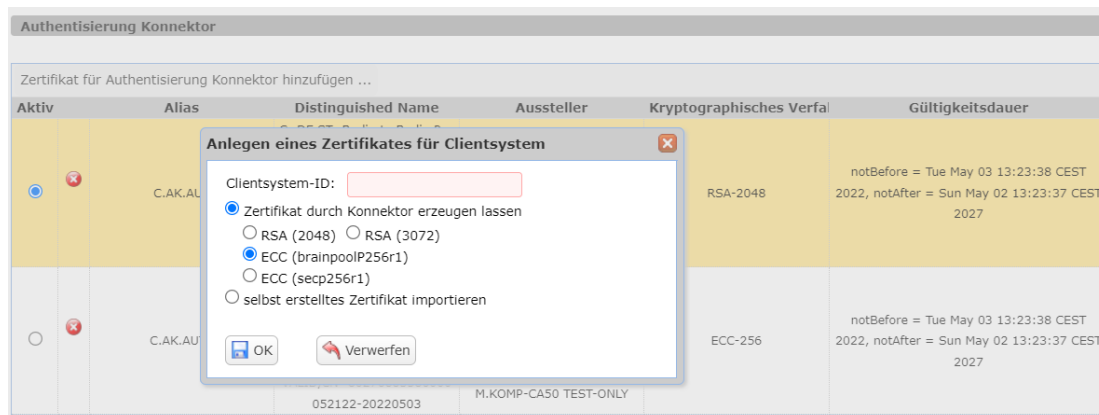 Authentisierung Konnektor
Zertifikat für Authentisierung Konnektor hinzufügen ...
Aktiv Alias Distinguished Name Aussteller Kryptographisches Verfal Gültigkeitsdauer
Anlegen eines Zertifikates für Clientsystem
Clientsystem-ID:
Zertifikat durch Konnektor erzeugen lassen
RSA (2048) RSA (3072)
ECC (brainpoolP256r1)
ECC (secp256r1)
selbst erstelltes Zertifikat importieren
OK Verwerfen
C.AK.AU
RSA-2048
notBefore = Tue May 03 13:23:38 CEST
2022, notAfter = Sun May 02 13:23:37 CEST
2027
C.AK.AU
ECC-256
notBefore = Tue May 03 13:23:38 CEST
2022, notAfter = Sun May 02 13:23:37 CEST
2027
052122-20220503
M.KOMP-CA50 TEST-ONLY